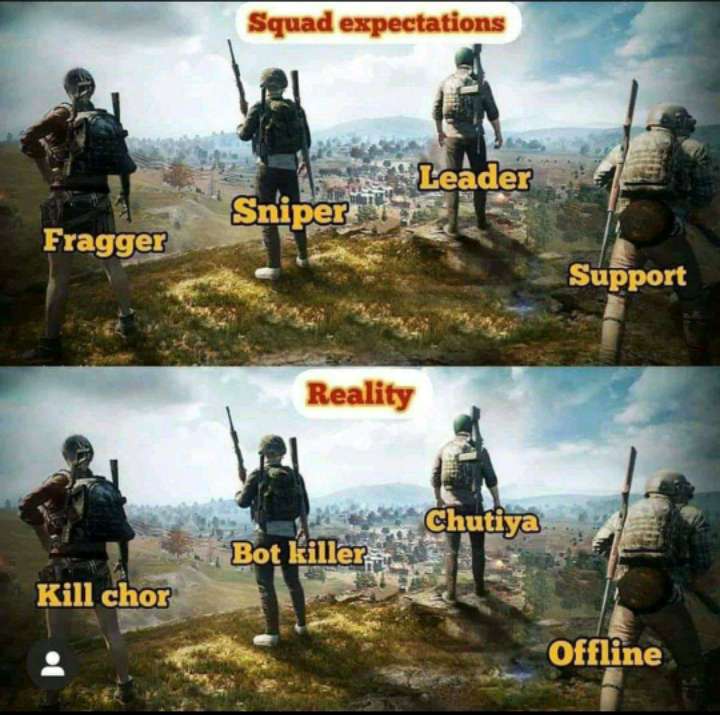 Squad expectations
Leader
Sniper
Fragger
Support
Reality
Chutiya
Bot killer
Kill chor
Offline